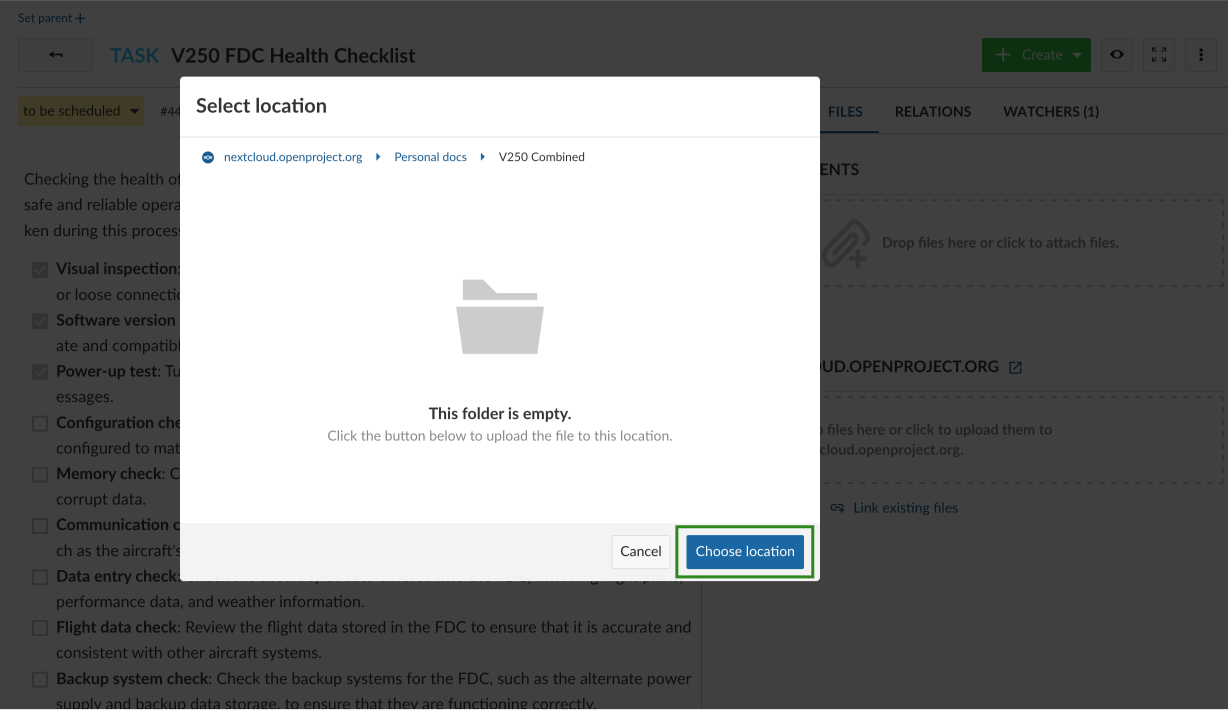 Set parent +
TASK V250 FDC Health Checklist
Create
to be scheduled
#44
FILES
RELATIONS
WATCHERS (1)
Select location
nextcloud.openproject.org
Personal docs
V250 Combined
This folder is empty.
Click the button below to upload the file to this location.
Cancel
Choose location
Checking the health of
safe and reliable opera
ken during this process
Visual inspection:
or loose connectio
Software version
ate and compatibl
Power-up test: Tu
essages.
Configuration che
configured to mat
Memory check: C
corrupt data.
Communication c
ch as the aircraft's
Data entry check:
performance data, and weather information.
Flight data check: Review the flight data stored in the FDC to ensure that it is accurate and
consistent with other aircraft systems.
Backup system check: Check the backup systems for the FDC, such as the alternate power
supply and backup data storage, to ensure that they are functioning correctly.
ENTS
Drop files here or click to attach files.
UD.OPENPROJECT.ORG
files here or click to upload them to
cloud.openproject.org.
Link existing files